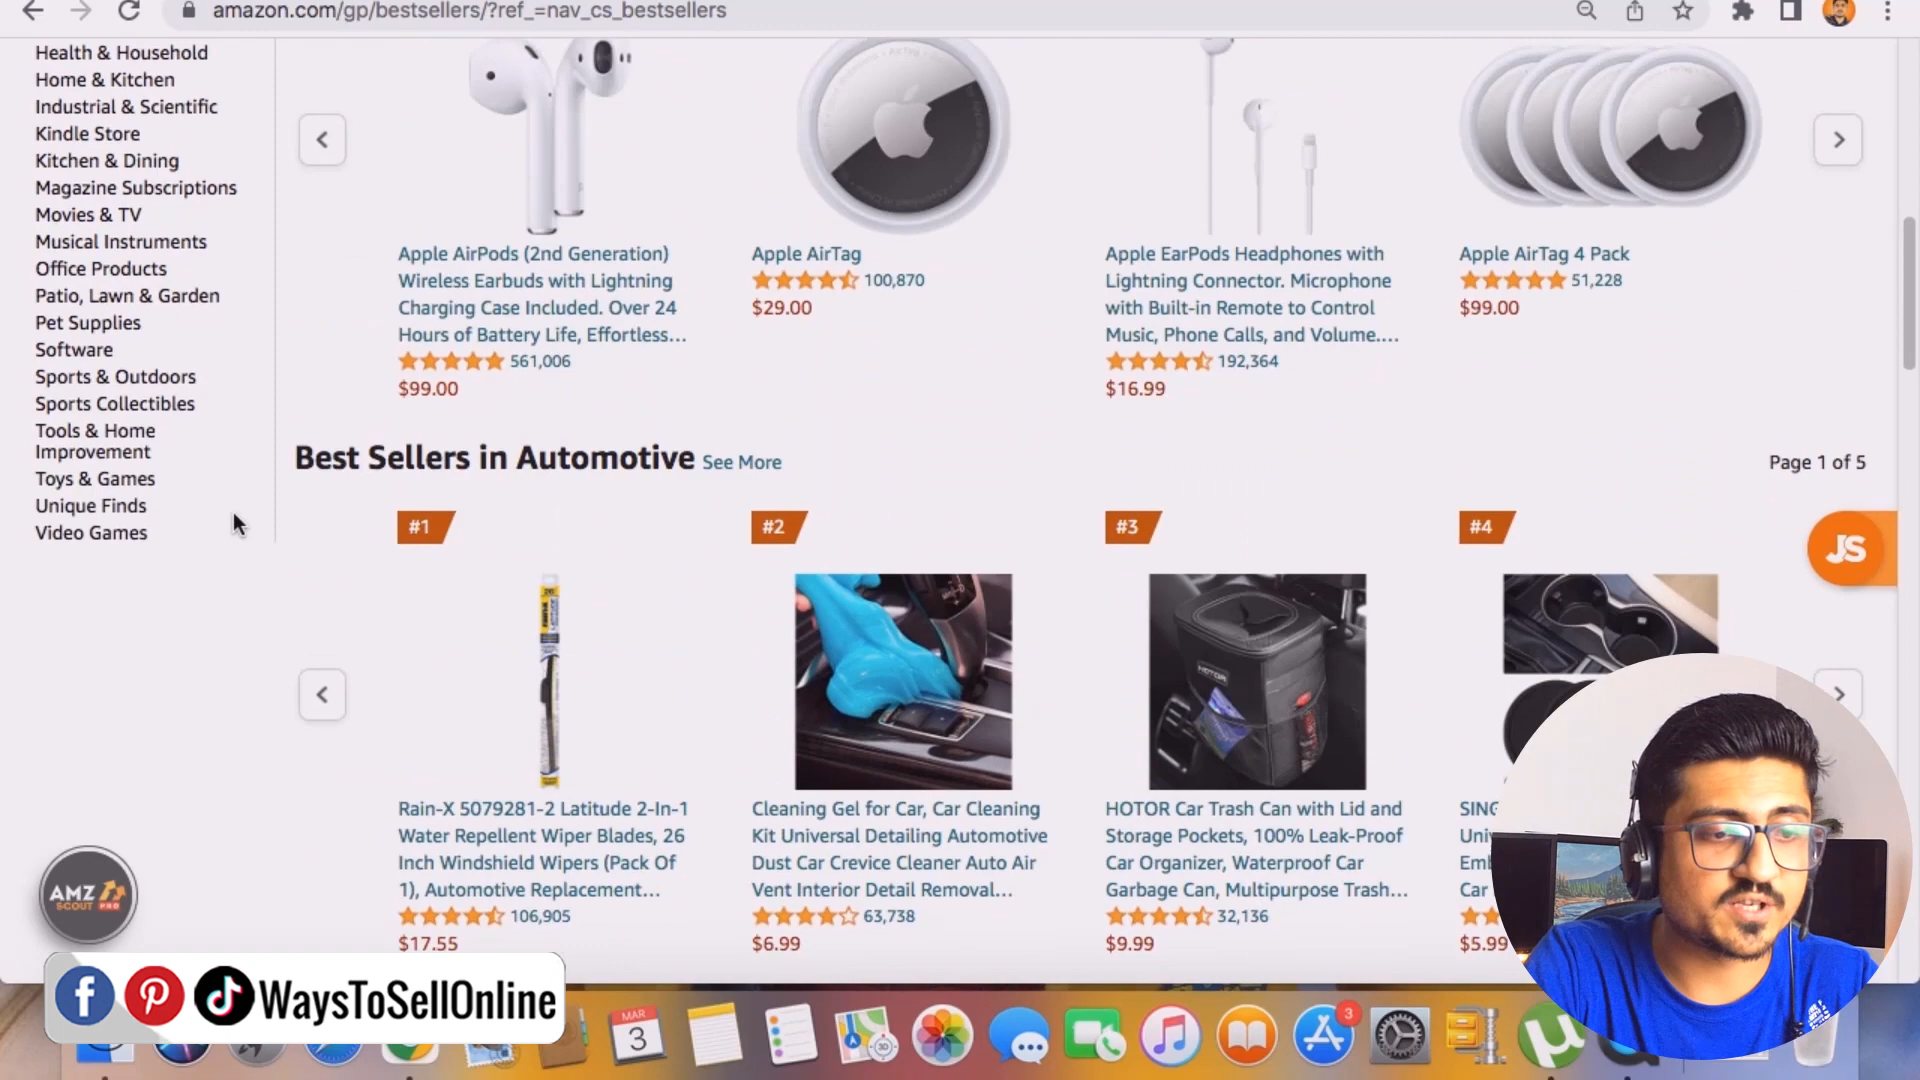 amazon.com/gp/bestsellers/?ref_=nav_cs_bestsellers
Health & Household
Home & Kitchen
Industrial & Scientific
Kindle Store
Kitchen & Dining
Magazine Subscriptions
Movies & TV
Musical Instruments
Office Products
Patio, Lawn & Garden
Pet Supplies
Software
Sports & Outdoors
Sports Collectibles
Tools & Home
Improvement
Toys & Games
Unique Finds
Video Games
Apple AirPods (2nd Generation)
Wireless Earbuds with Lightning
Charging Case Included. Over 24
Hours of Battery Life, Effortless...
561,006
$99.00
Apple AirTag
100,870
$29.00
Apple EarPods Headphones with
Lightning Connector. Microphone
with Built-in Remote to Control
Music, Phone Calls, and Volume....
192,364
$16.99
Apple AirTag 4 Pack
51,228
$99.00
Best Sellers in Automotive See More
Page 1 of 5
#1
Rain-X 5079281-2 Latitude 2-In-1
Water Repellent Wiper Blades, 26
Inch Windshield Wipers (Pack Of
1), Automotive Replacement...
106,905
$17.55
#2
Cleaning Gel for Car, Car Cleaning
Kit Universal Detailing Automotive
Dust Car Crevice Cleaner Auto Air
Vent Interior Detail Removal...
63,738
$6.99
#3
HOTOR
HOTOR Car Trash Can with Lid and
Storage Pockets, 100% Leak-Proof
Car Organizer, Waterproof Car
Garbage Can, Multipurpose Trash...
32,136
$9.99
#4
SING
Univ
Emb
Car
$5.99
JS
AMZ
SCOUT PRO
WaysToSellOnline
MAR
3
3D
3